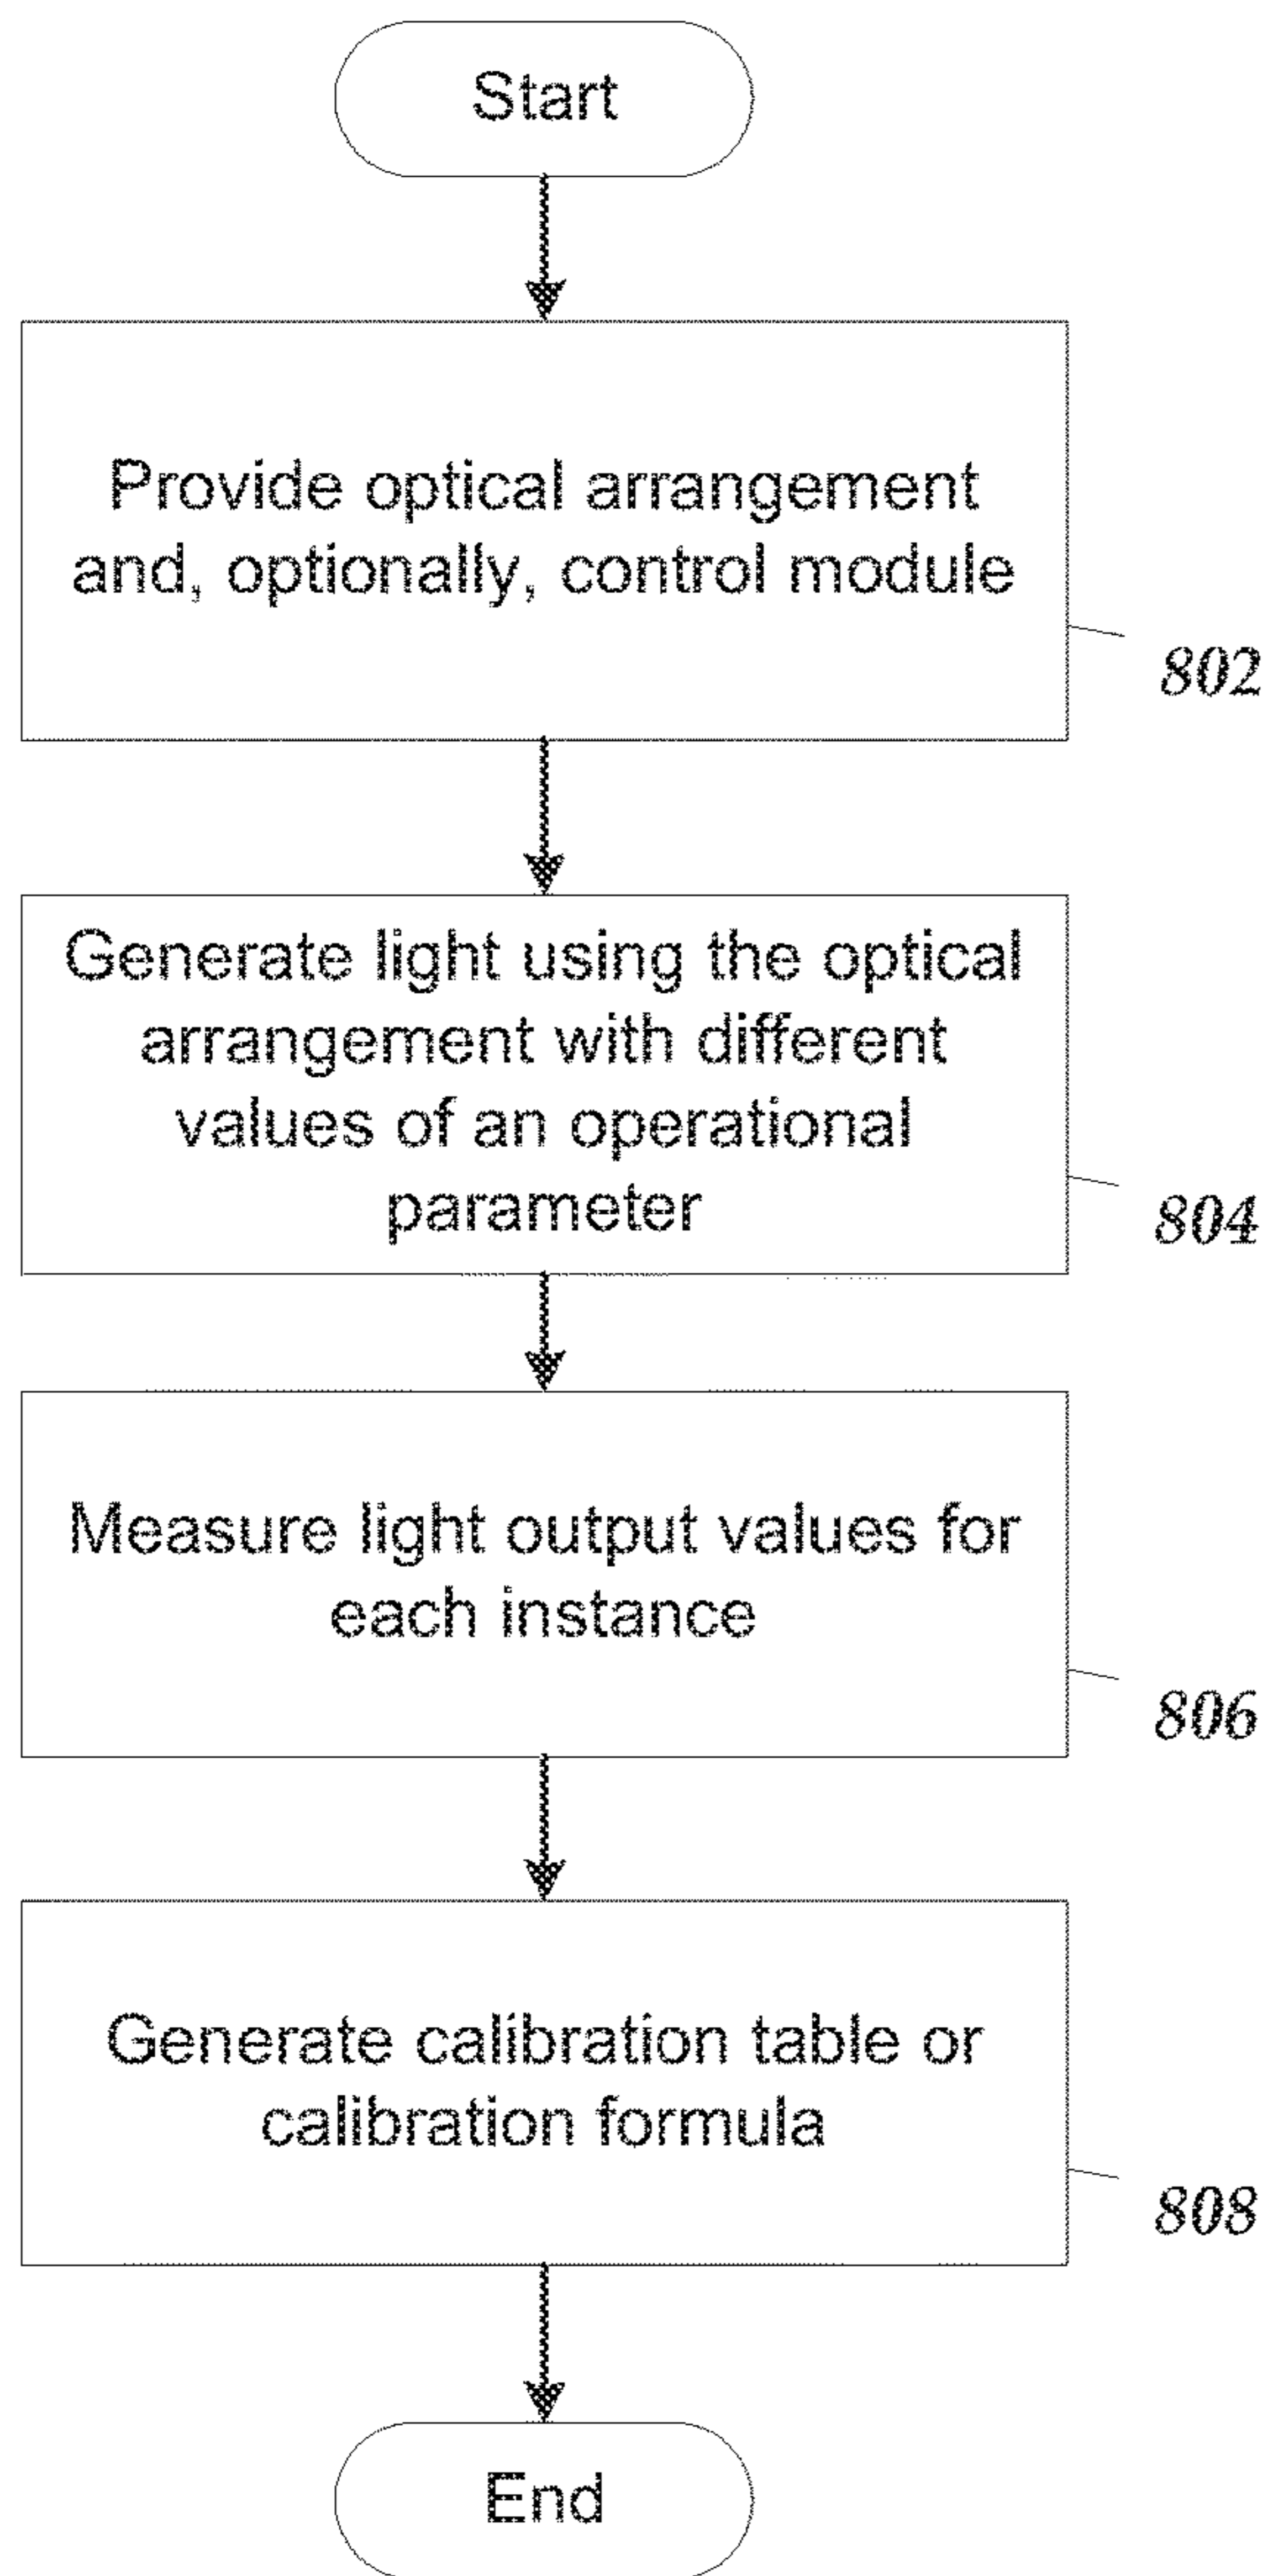 Start
Provide optical arrangement
and, optionally, control module
802
Generate light using the optical
arrangement with different
values of an operational
parameter
804
Measure light output values for
each instance
806
Generate calibration table or
calibration formula
808
End